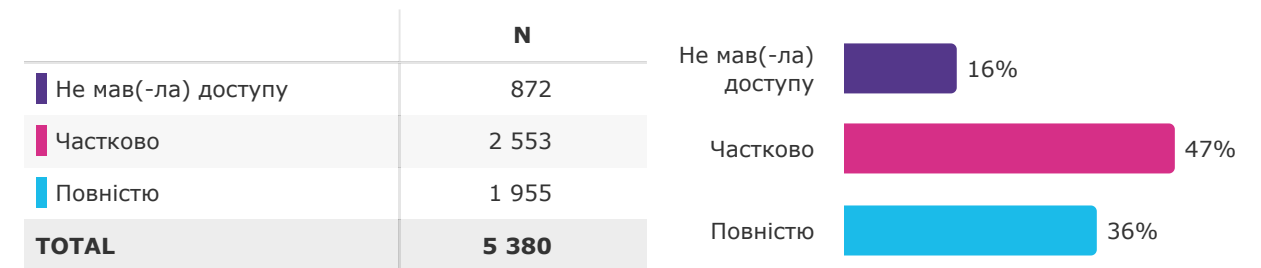 N
Не мав(-ла) доступу 872
Частково 2 553
Повністю 1 955
TOTAL 5 380
Не мав(-ла)
доступу
16%
Частково 47%
Повністю 36%